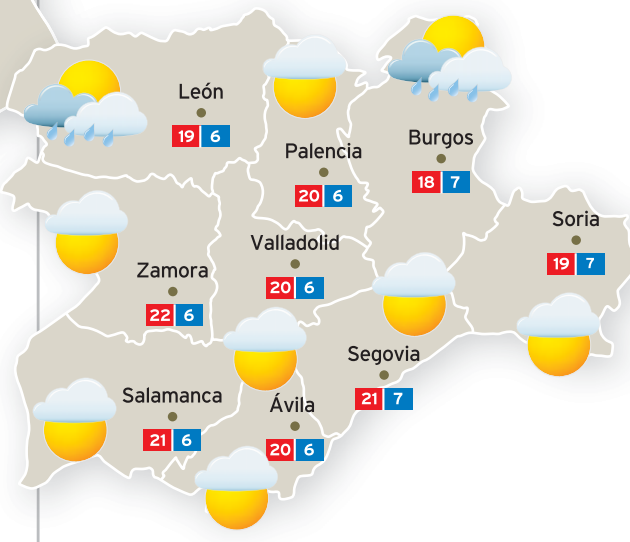 León
19 6
Palencia
20 6
Burgos
18 7
Soria
19 7
Valladolid
20 6
Zamora
22 6
Segovia
21 7
Salamanca
21 6
Ávila
20 6